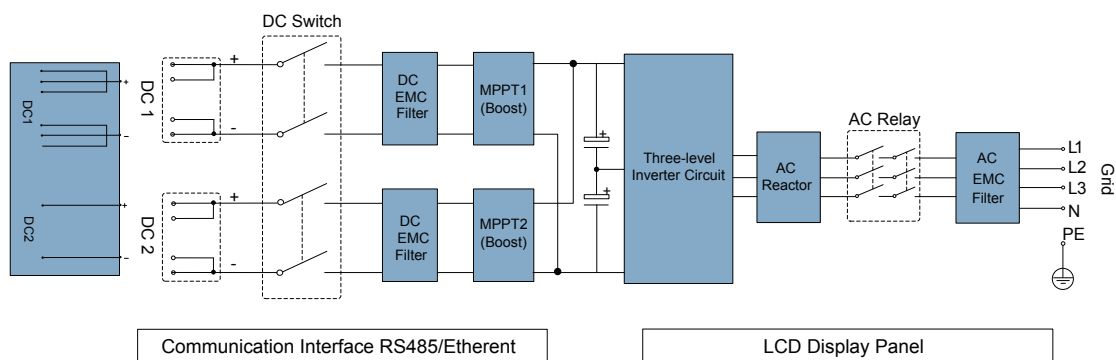 DC Switch
DC1
+
-
DC2
+
-
DC 1
+
-
DC 2
+
-
DC
EMC
Filter
MPPT1
(Boost)
DC
EMC
Filter
MPPT2
(Boost)
+
+
Three-level
Inverter Circuit
AC
Reactor
AC Relay
AC
EMC
Filter
L1
L2
L3
N
PE
Grid
Communication Interface RS485/Etherent
LCD Display Panel